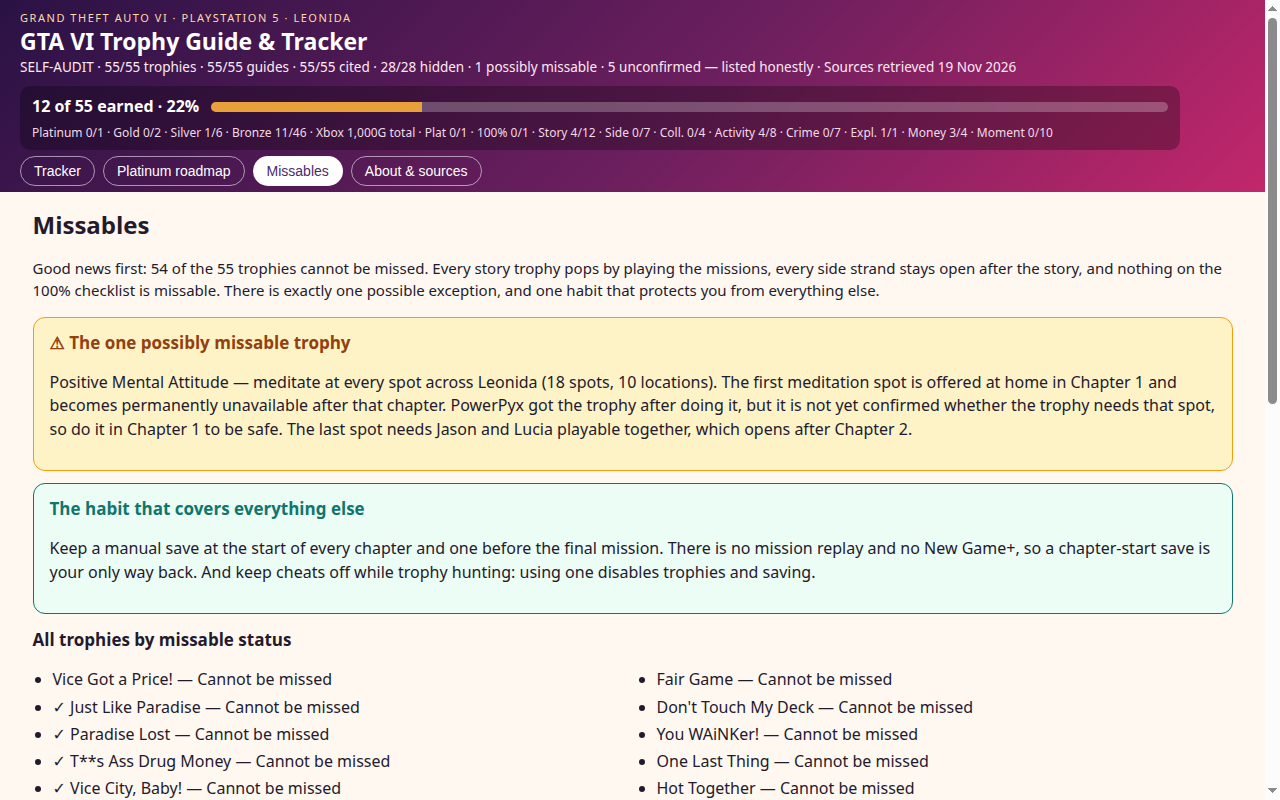 GRAND THEFT AUTO VI · PLAYSTATION 5 · LEONIDA
GTA VI Trophy Guide & Tracker
SELF-AUDIT · 55/55 trophies · 55/55 guides · 55/55 cited · 28/28 hidden · 1 possibly missable · 5 unconfirmed — listed honestly · Sources retrieved 19 Nov 2026
12 of 55 earned · 22%
Platinum 0/1 · Gold 0/2 · Silver 1/6 · Bronze 11/46 · Xbox 1,000G total · Plat 0/1 · 100% 0/1 · Story 4/12 · Side 0/7 · Coll. 0/4 · Activity 4/8 · Crime 0/7 · Expl. 1/1 · Money 3/4 · Moment 0/10
Tracker
Platinum roadmap
Missables
About & sources
Missables
Good news first: 54 of the 55 trophies cannot be missed. Every story trophy pops by playing the missions, every side strand stays open after the story, and nothing on the
100% checklist is missable. There is exactly one possible exception, and one habit that protects you from everything else.
⚠ The one possibly missable trophy
Positive Mental Attitude — meditate at every spot across Leonida (18 spots, 10 locations). The first meditation spot is offered at home in Chapter 1 and
becomes permanently unavailable after that chapter. PowerPyx got the trophy after doing it, but it is not yet confirmed whether the trophy needs that spot,
so do it in Chapter 1 to be safe. The last spot needs Jason and Lucia playable together, which opens after Chapter 2.
The habit that covers everything else
Keep a manual save at the start of every chapter and one before the final mission. There is no mission replay and no New Game+, so a chapter-start save is
your only way back. And keep cheats off while trophy hunting: using one disables trophies and saving.
All trophies by missable status
• Vice Got a Price! — Cannot be missed
• ✓ Just Like Paradise — Cannot be missed
• ✓ Paradise Lost — Cannot be missed
• ✓ T**s Ass Drug Money — Cannot be missed
• ✓ Vice City, Baby! — Cannot be missed
• Fair Game — Cannot be missed
• Don't Touch My Deck — Cannot be missed
• You WAiNKer! — Cannot be missed
• One Last Thing — Cannot be missed
• Hot Together — Cannot be missed